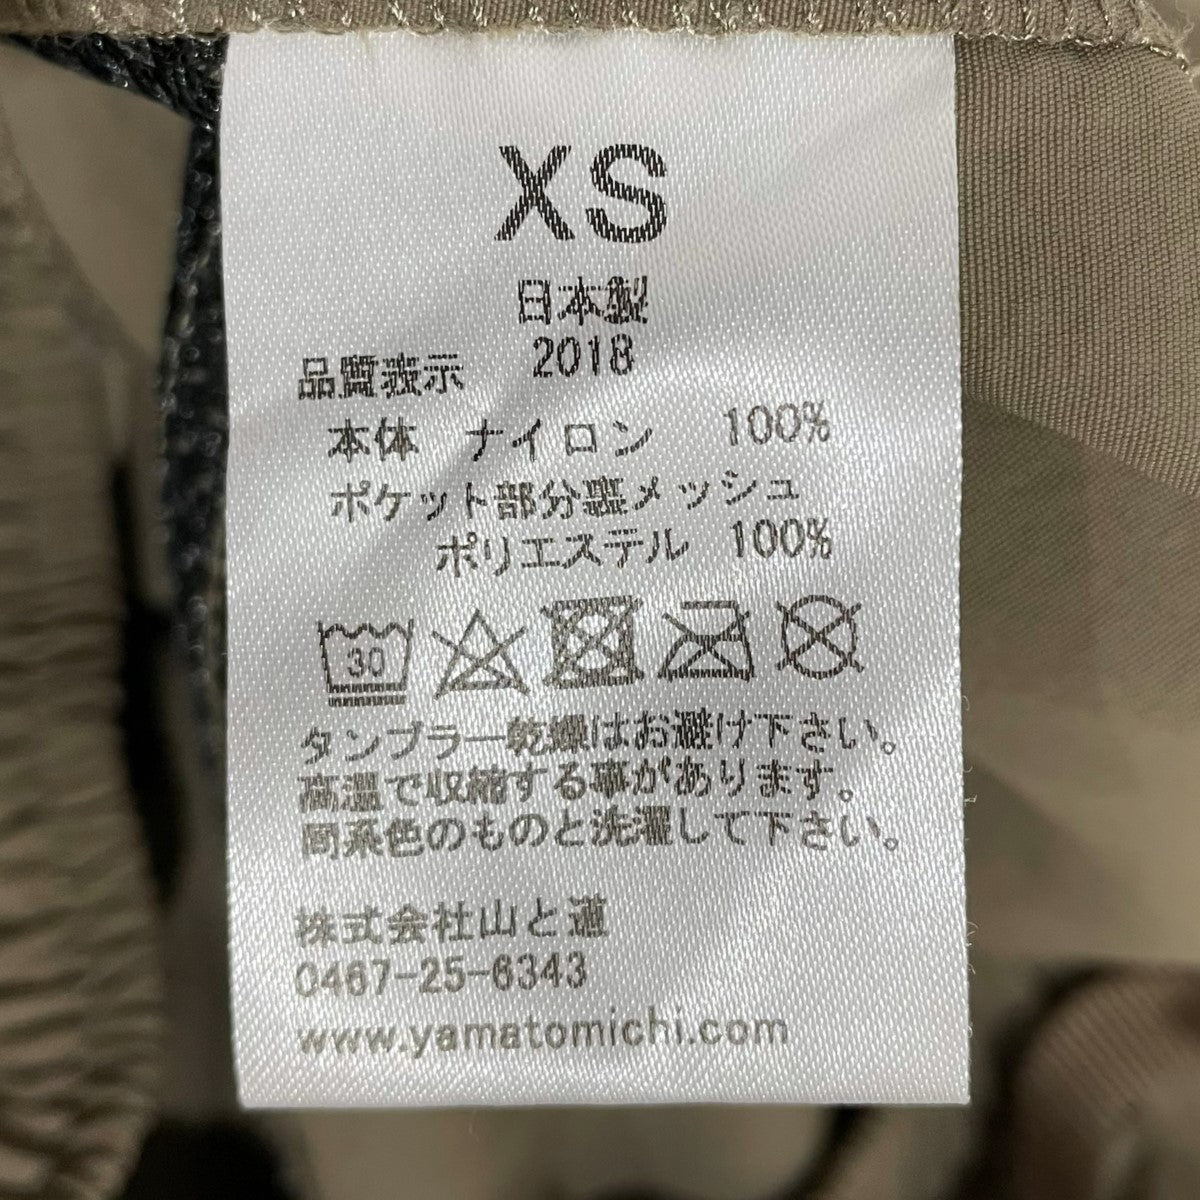 XS
日本製
2018
品質表示
本体 ナイロン 100%
ポケット部分裏メッシュ
ポリエステル 100%
30
タンブラー乾燥はお避け下さい。
高温で収縮する事があります。
同系色のものと洗濯して下さい。
株式会社山と道
0467-25-6343
www.yamatomichi.com